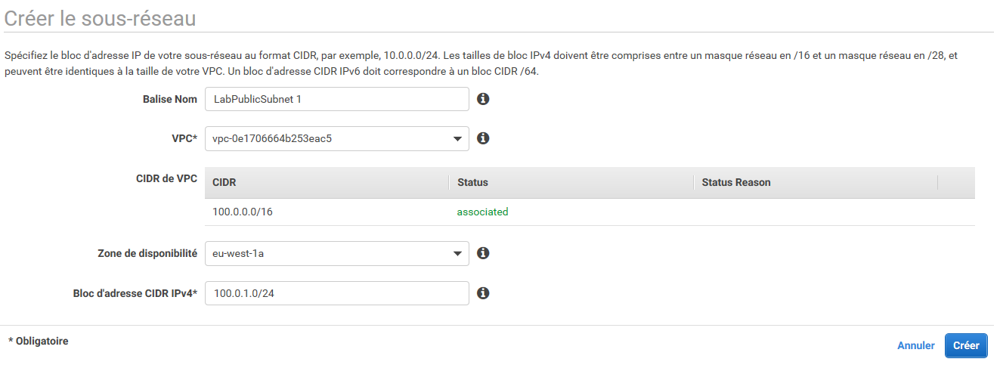 Créer le sous-réseau
Spécifiez le bloc d'adresse IP de votre sous-réseau au format CIDR, par exemple, 10.0.0.0/24. Les tailles de bloc IPv4 doivent être comprises entre un masque réseau en /16 et un masque réseau en /28, et
peuvent être identiques à la taille de votre VPC. Un bloc d'adresse CIDR IPv6 doit correspondre à un bloc CIDR /64.
Balise Nom LabPublicSubnet 1
VPC* vpc-0e1706664b253eac5
CIDR de VPC CIDR Status Status Reason
100.0.0.0/16 associated
Zone de disponibilité eu-west-1a
Bloc d'adresse CIDR IPv4* 100.0.1.0/24
* Obligatoire Annuler Créer